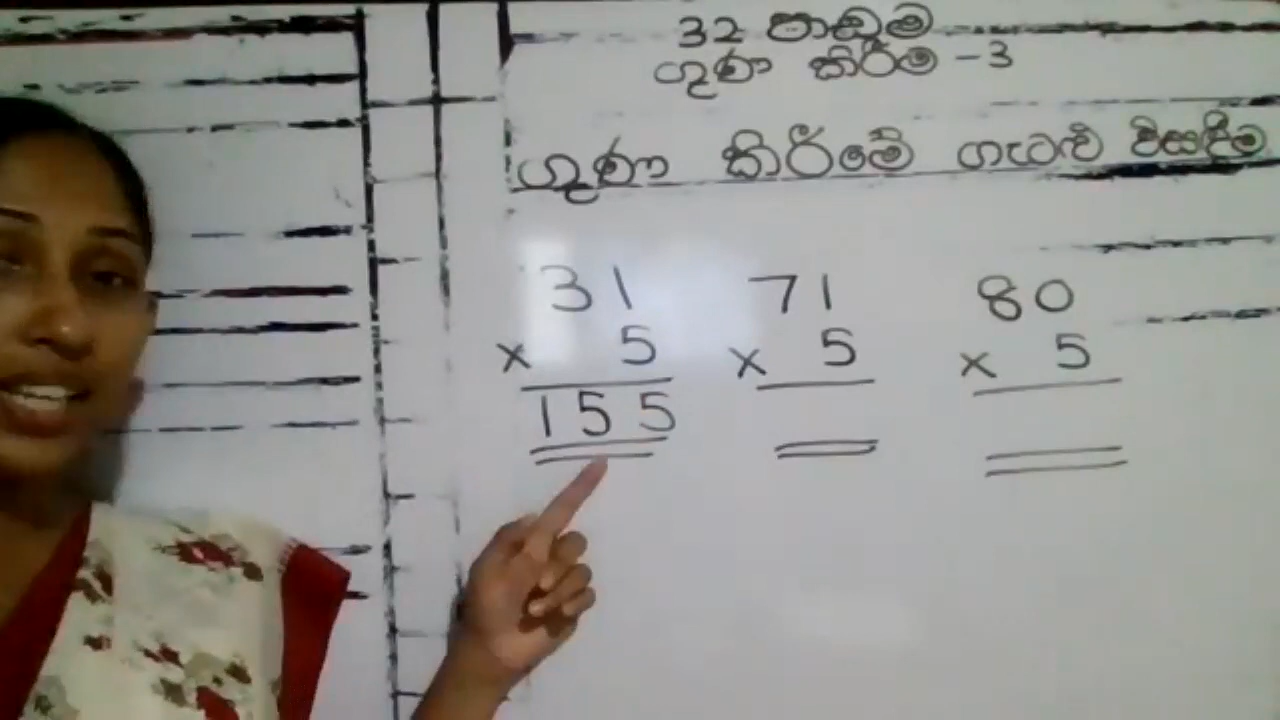 32 පාඩම
ගුණ කිරීම - 3
ගුණ කිරීමේ ගැටළු විසඳීම
31 71 80
× 5 × 5 × 5
155